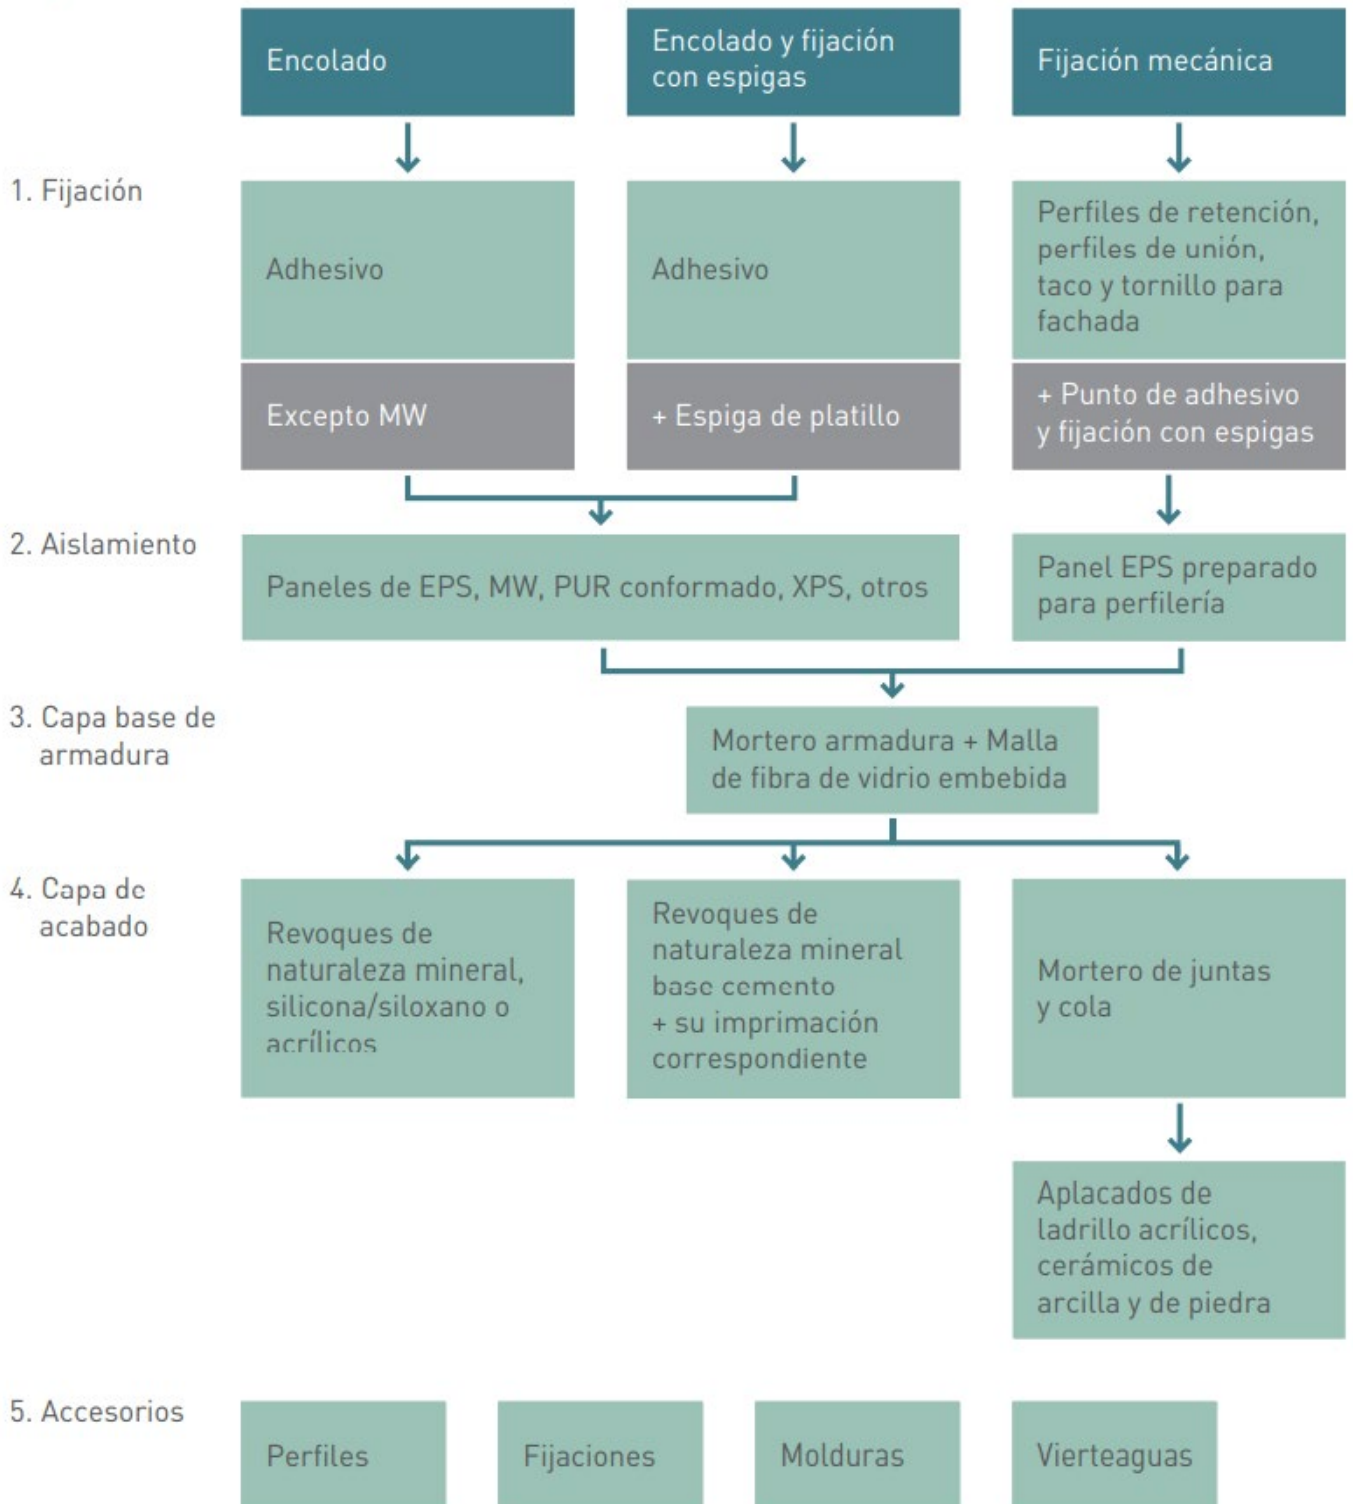 Encolado
Encolado y fijación
con espigas
Fijación mecánica
1. Fijación
Adhesivo
Adhesivo
Perfiles de retención,
perfiles de unión,
taco y tornillo para
fachada
Excepto MW
+ Espiga de platillo
+ Punto de adhesivo
y fijación con espigas
2. Aislamiento
Paneles de EPS, MW, PUR conformado, XPS, otros
Panel EPS preparado
para perfilería
3. Capa base de
armadura
Mortero armadura + Malla
de fibra de vidrio embebida
4. Capa de
acabado
Revoques de
naturaleza mineral,
silicona/siloxano o
acrílicos
Revoques de
naturaleza mineral
base cemento
+ su imprimación
correspondiente
Mortero de juntas
y cola
Aplacados de
ladrillo acrílicos,
cerámicos de
arcilla y de piedra
5. Accesorios
Perfiles
Fijaciones
Molduras
Vierteaguas